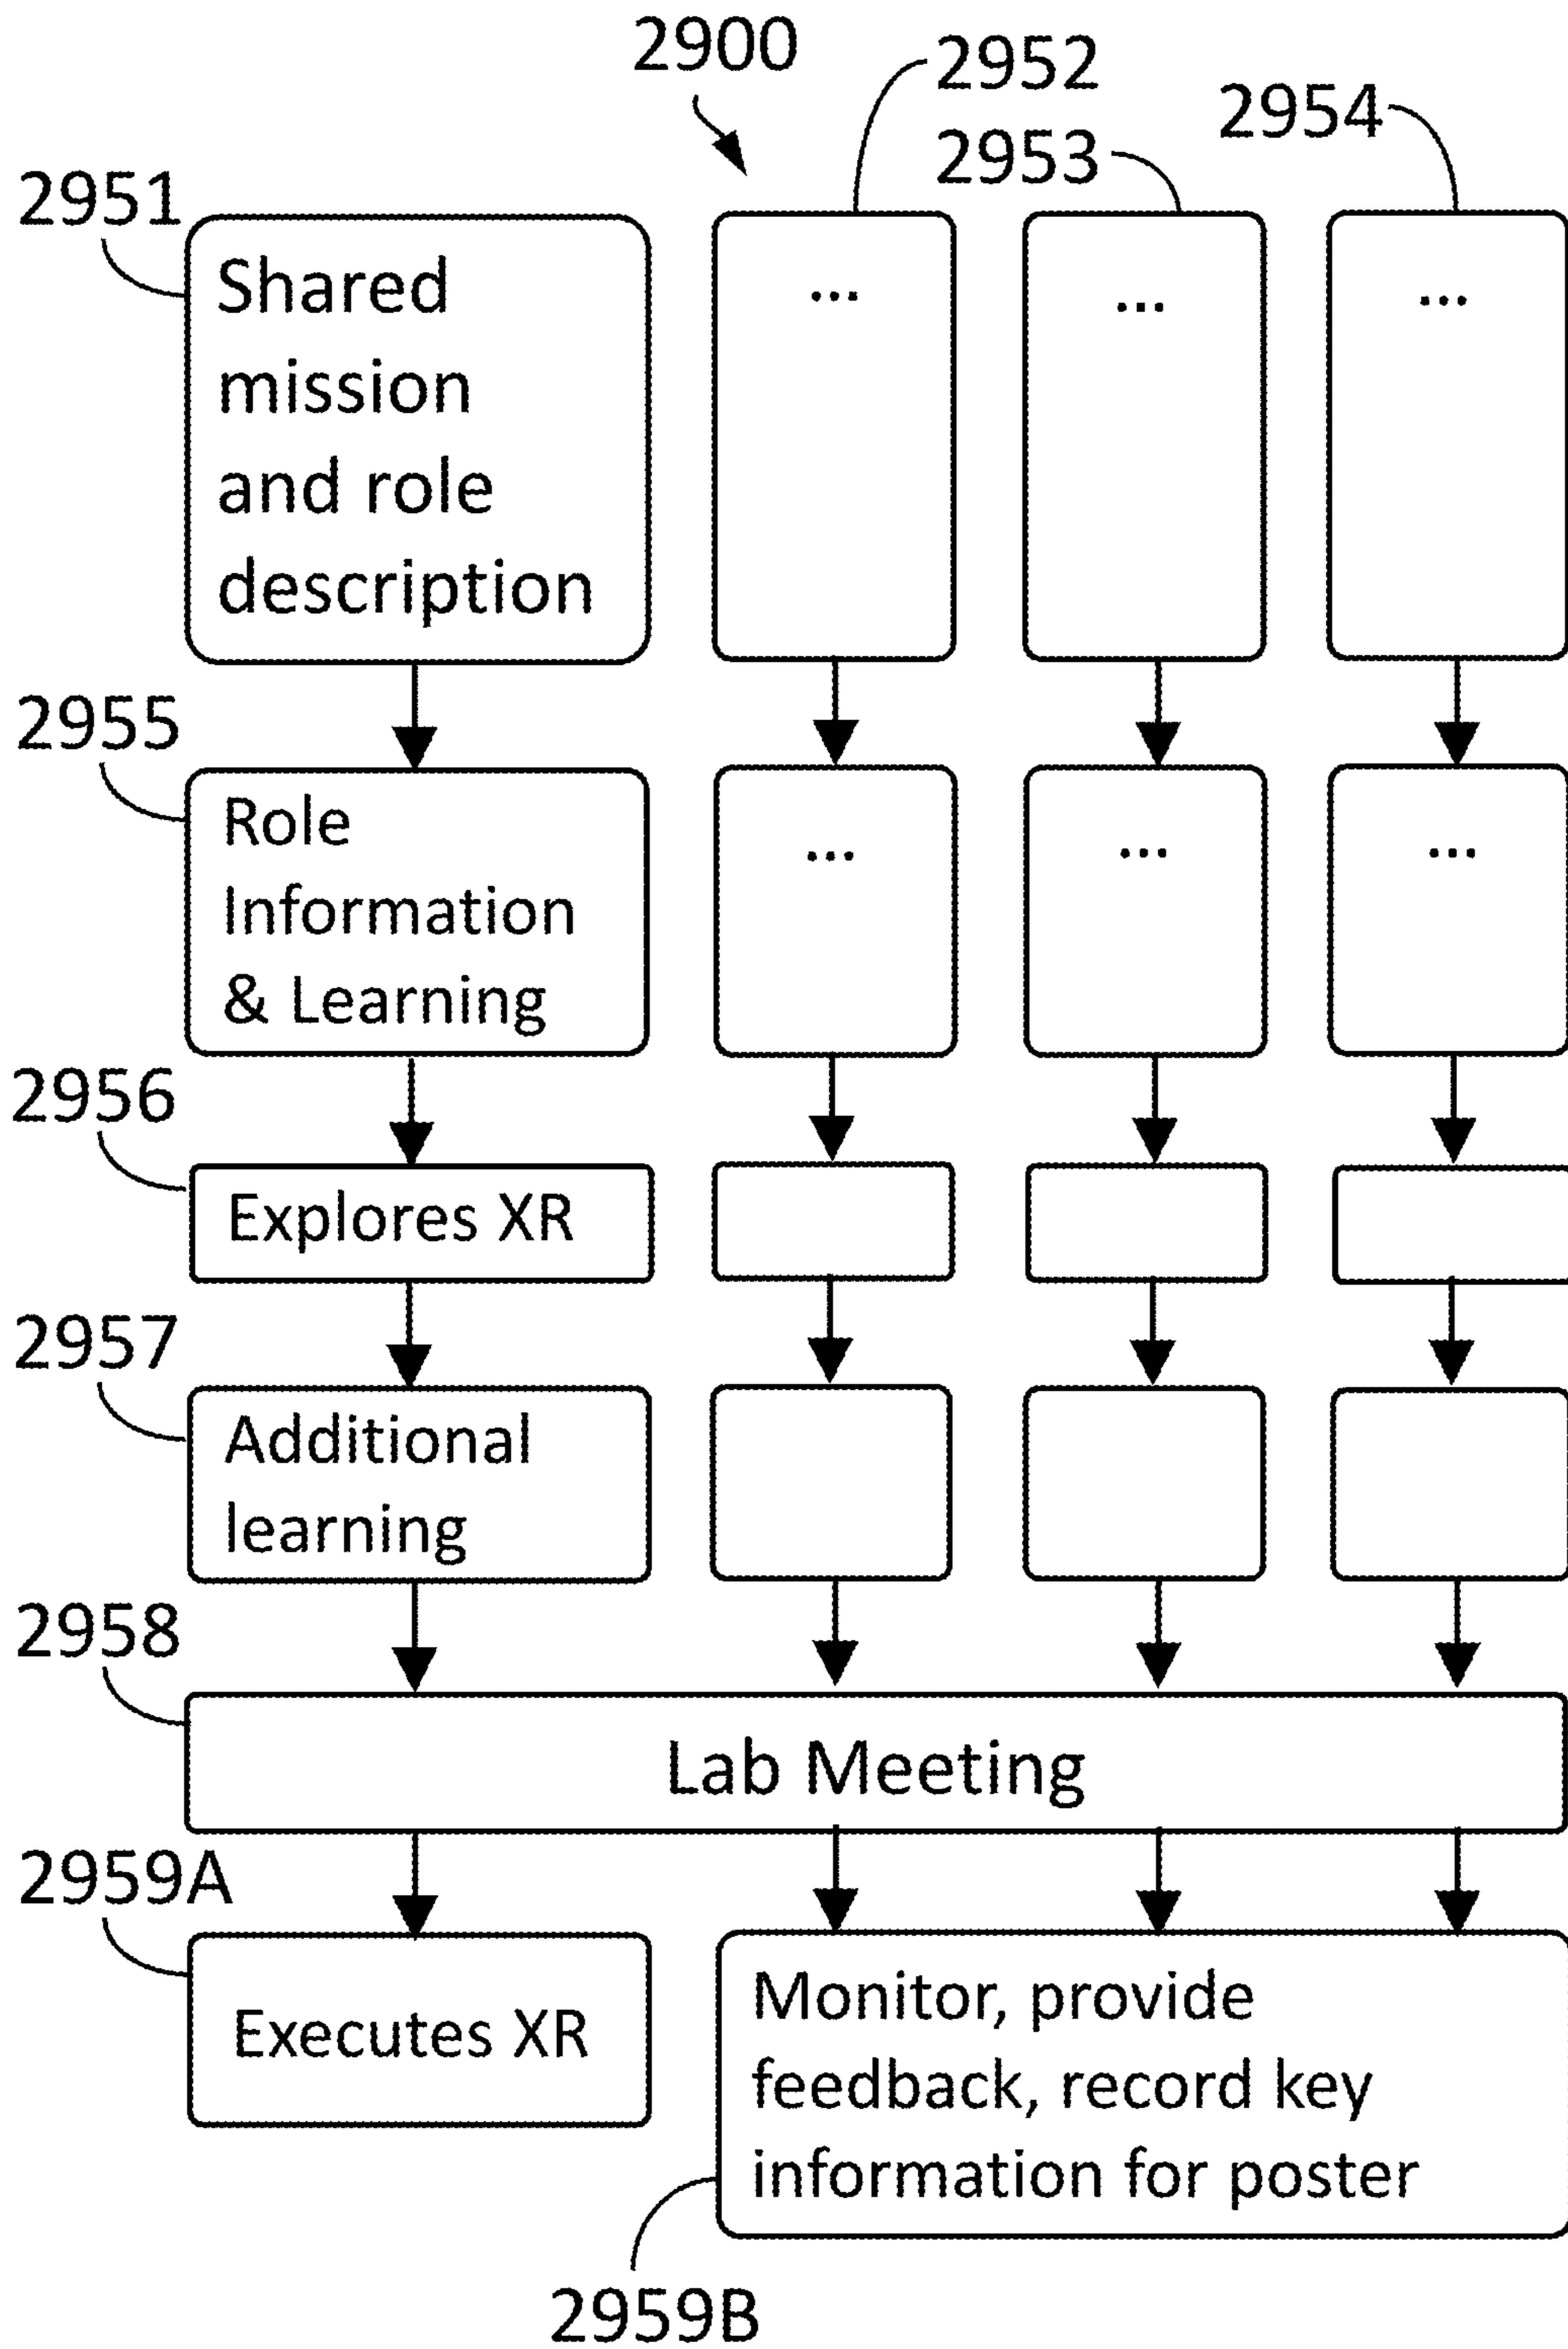 2900
2952
2953
2954
2951
Shared
mission
and role
description
...
...
...
2955
Role
Information
& Learning
...
...
...
2956
Explores XR
2957
Additional
learning
2958
Lab Meeting
2959A
Executes XR
Monitor, provide
feedback, record key
information for poster
2959B